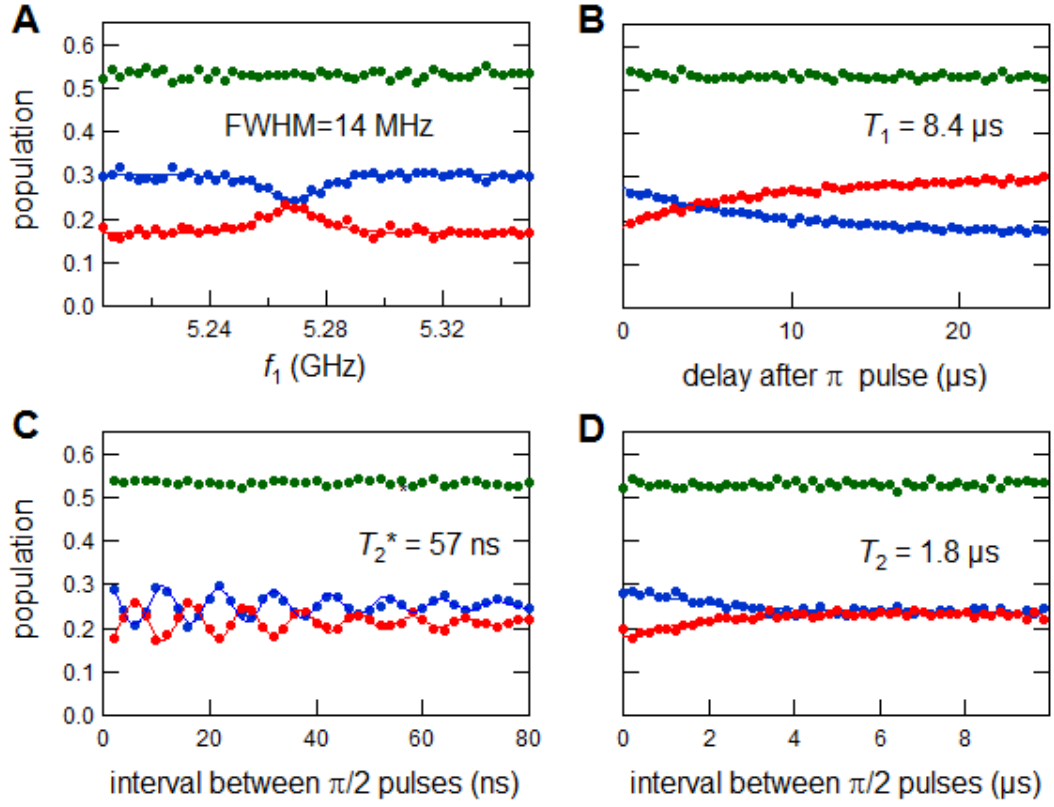 A
population
0.6
0.5
0.4
0.3
0.2
0.1
0.0
FWHM=14 MHz
5.24
5.28
5.32
f1 (GHz)
B
T1 = 8.4 µs
0
10
20
delay after π pulse (µs)
C
population
0.6
0.5
0.4
0.3
0.2
0.1
0.0
T2* = 57 ns
0
20
40
60
80
interval between π/2 pulses (ns)
D
T2 = 1.8 µs
0
2
4
6
8
interval between π/2 pulses (µs)